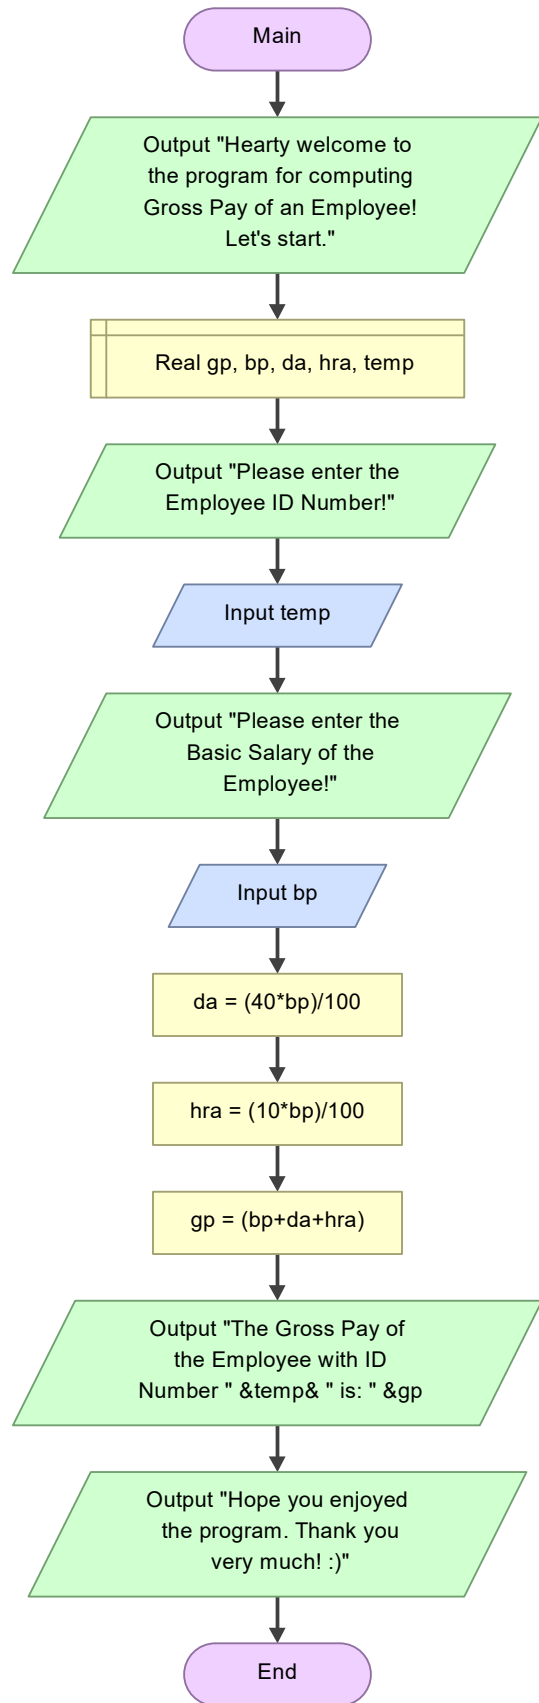 Main
Output "Hearty welcome to
the program for computing
Gross Pay of an Employee!
Let's start."
Real gp, bp, da, hra, temp
Output "Please enter the
Employee ID Number!"
Input temp
Output "Please enter the
Basic Salary of the
Employee!"
Input bp
da = (40*bp)/100
hra = (10*bp)/100
gp = (bp+da+hra)
Output "The Gross Pay of
the Employee with ID
Number " &temp& " is: " &gp
Output "Hope you enjoyed
the program. Thank you
very much! :)"
End